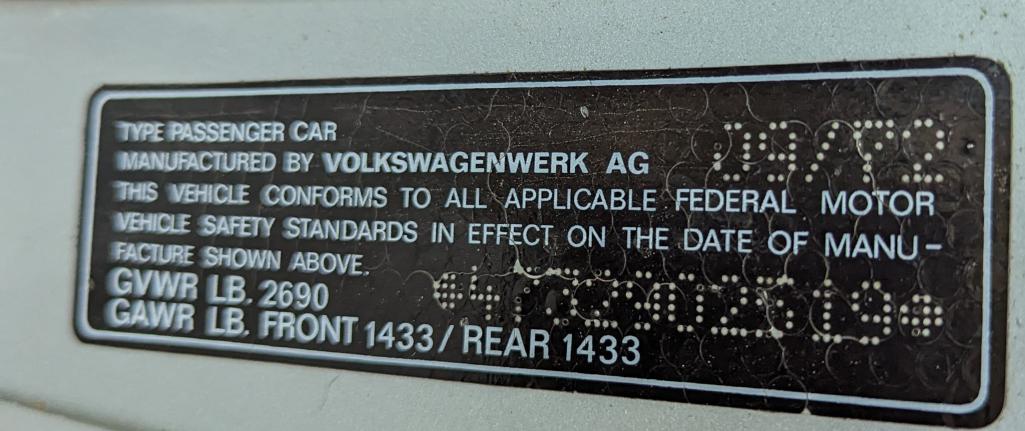 TYPE PASSENGER CAR
MANUFACTURED BY VOLKSWAGENWERK AG
THIS VEHICLE CONFORMS TO ALL APPLICABLE FEDERAL MOTOR
VEHICLE SAFETY STANDARDS IN EFFECT ON THE DATE OF MANU-
FACTURE SHOWN ABOVE.
GVWR LB. 2690
GAWR LB. FRONT 1433 / REAR 1433